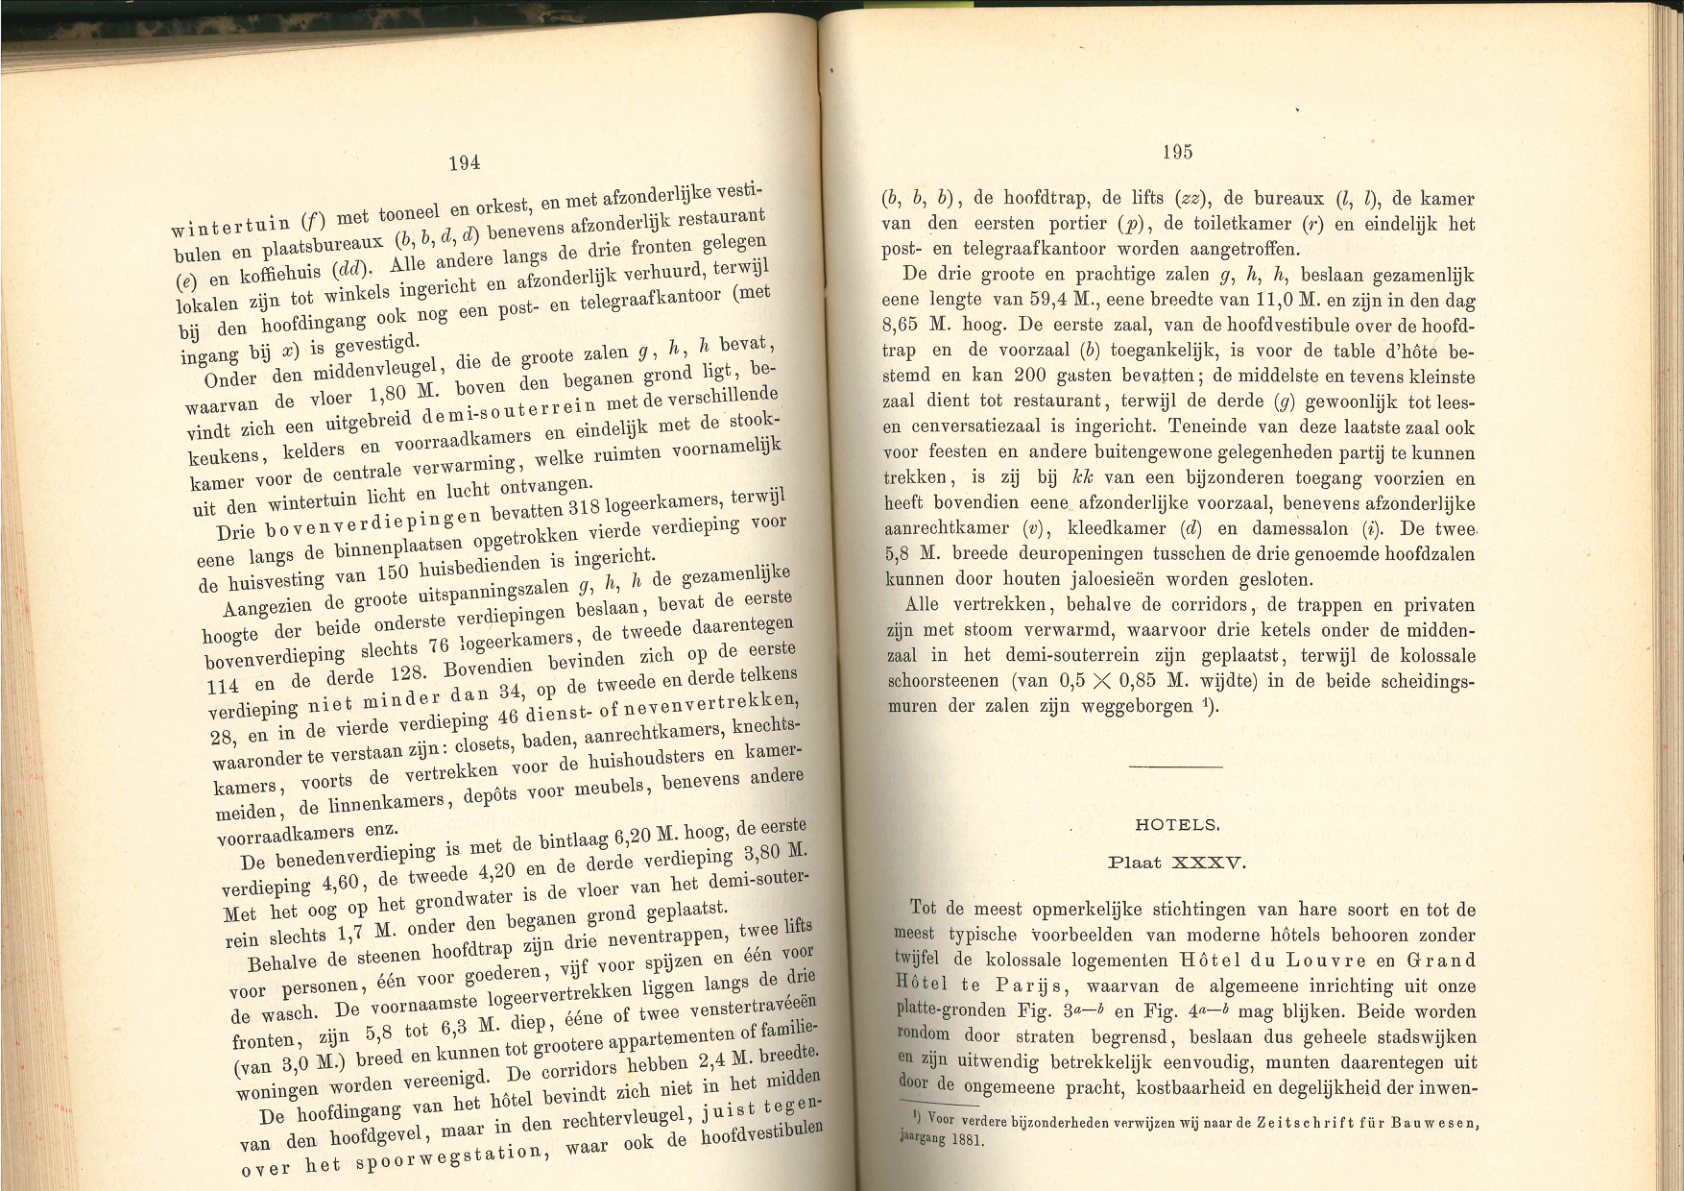 194
wintertuin (f) met tooneel en orkest, en met afzonderlijke vesti-
bulen en plaatsbureaux (b, b, d, d) benevens afzonderlijk restaurant
(e) en koffiehuis (dd). Alle andere langs de drie fronten gelegen
lokalen zijn tot winkels ingericht en afzonderlijk verhuurd, terwijl
bij den hoofdingang ook nog een post- en telegraafkantoor (met
ingang bij x) is gevestigd.
Onder den middenvleugel, die de groote zalen g, h, h bevat,
waarvan de vloer 1,80 M. boven den beganen grond ligt, be-
vindt zich een uitgebreid demi-souterrein met de verschillende
keukens, kelders en voorraadkamers en eindelijk met de stook-
kamer voor de centrale verwarming, welke ruimten voornamelijk
uit den wintertuin licht en lucht ontvangen.
Drie bovenverdiepingen bevatten 318 logeerkamers, terwijl
eene langs de binnenplaatsen opgetrokken vierde verdieping voor
de huisvesting van 150 huisbedienden is ingericht.
Aangezien de groote uitspanningszalen g, h, h de gezamenlijke
hoogte der beide onderste verdiepingen beslaan, bevat de eerste
bovenverdieping slechts 76 logeerkamers, de tweede daarentegen
114 en de derde 128. Bovendien bevinden zich op de eerste
verdieping niet minder dan 34, op de tweede en derde telkens
28, en in de vierde verdieping 46 dienst- of nevenvertrekken,
waaronder te verstaan zijn: closets, baden, aanrechtkamers, knechts-
kamers, voorts de vertrekken voor de huishoudsters en kamer-
meiden, de linnenkamers, depôts voor meubels, benevens andere
voorraadkamers enz.
De benedenverdieping is met de bintlaag 6,20 M. hoog, de eerste
verdieping 4,60, de tweede 4,20 en de derde verdieping 3,80 M.
Met het oog op het grondwater is de vloer van het demi-souter-
rein slechts 1,7 M. onder den beganen grond geplaatst.
Behalve de steenen hoofdtrap zijn drie neventrappen, twee lifts
voor personen, één voor goederen, vijf voor spijzen en één voor
de wasch. De voornaamste logeervertrekken liggen langs de drie
fronten, zijn 5,8 tot 6,3 M. diep, ééne of twee venstertravéeën
(van 3,0 M.) breed en kunnen tot grootere appartementen of familie-
woningen worden vereenigd. De corridors hebben 2,4 M. breedte.
De hoofdingang van het hôtel bevindt zich niet in het midden
van den hoofdgevel, maar in den rechtervleugel, juist tegen-
over het spoorwegstation, waar ook de hoofdvestibulen
195
(b, b, b), de hoofdtrap, de lifts (zz), de bureaux (l, l), de kamer
van den eersten portier (p), de toiletkamer (r) en eindelijk het
post- en telegraafkantoor worden aangetroffen.
De drie groote en prachtige zalen g, h, h, beslaan gezamenlijk
eene lengte van 59,4 M., eene breedte van 11,0 M. en zijn in den dag
8,65 M. hoog. De eerste zaal, van de hoofdvestibule over de hoofd-
trap en de voorzaal (b) toegankelijk, is voor de table d'hôte be-
stemd en kan 200 gasten bevatten; de middelste en tevens kleinste
zaal dient tot restaurant, terwijl de derde (g) gewoonlijk tot lees-
en cenversatiezaal is ingericht. Teneinde van deze laatste zaal ook
voor feesten en andere buitengewone gelegenheden partij te kunnen
trekken, is zij bij kk van een bijzonderen toegang voorzien en
heeft bovendien eene afzonderlijke voorzaal, benevens afzonderlijke
aanrechtkamer (v), kleedkamer (d) en damessalon (i). De twee
5,8 M. breede deuropeningen tusschen de drie genoemde hoofdzalen
kunnen door houten jaloesieën worden gesloten.
Alle vertrekken, behalve de corridors, de trappen en privaten
zijn met stoom verwarmd, waarvoor drie ketels onder de midden-
zaal in het demi-souterrein zijn geplaatst, terwijl de kolossale
schoorsteenen (van 0,5 × 0,85 M. wijdte) in de beide scheidings-
muren der zalen zijn weggeborgen ¹).
HOTELS.
Plaat XXXV.
Tot de meest opmerkelijke stichtingen van hare soort en tot de
meest typische voorbeelden van moderne hôtels behooren zonder
twijfel de kolossale logementen Hôtel du Louvre en Grand
Hôtel te Parijs, waarvan de algemeene inrichting uit onze
platte-gronden Fig. 3a—b en Fig. 4a—b mag blijken. Beide worden
rondom door straten begrensd, beslaan dus geheele stadswijken
en zijn uitwendig betrekkelijk eenvoudig, munten daarentegen uit
door de ongemeene pracht, kostbaarheid en degelijkheid der inwen-
¹) Voor verdere bijzonderheden verwijzen wij naar de Zeitschrift für Bauwesen,
jaargang 1881.